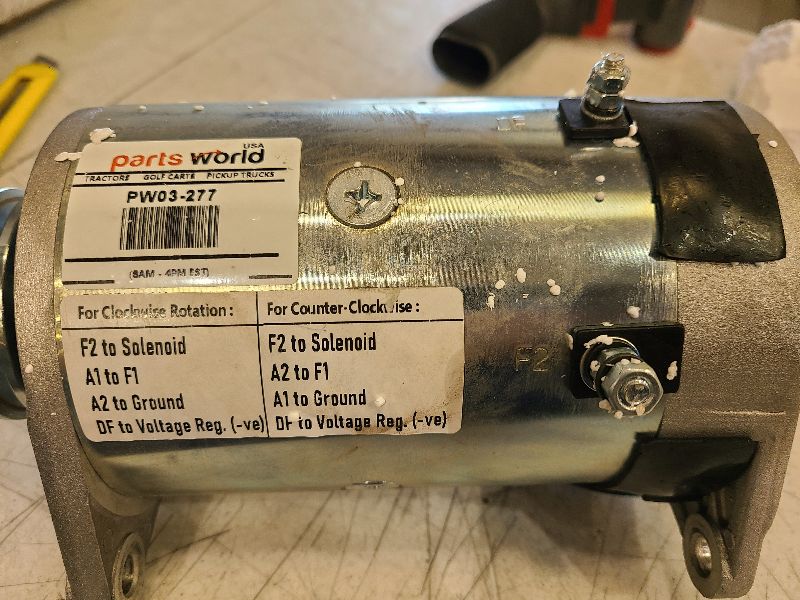 parts world
USA
TRACTORS GOLF CARTS PICKUP TRUCKS
PW03-277
(8AM - 4PM EST)
For Clockwise Rotation :
F2 to Solenoid
A1 to F1
A2 to Ground
DF to Voltage Reg. (-ve)
For Counter-Clockwise :
F2 to Solenoid
A2 to F1
A1 to Ground
DF to Voltage Reg. (-ve)
DF
F2